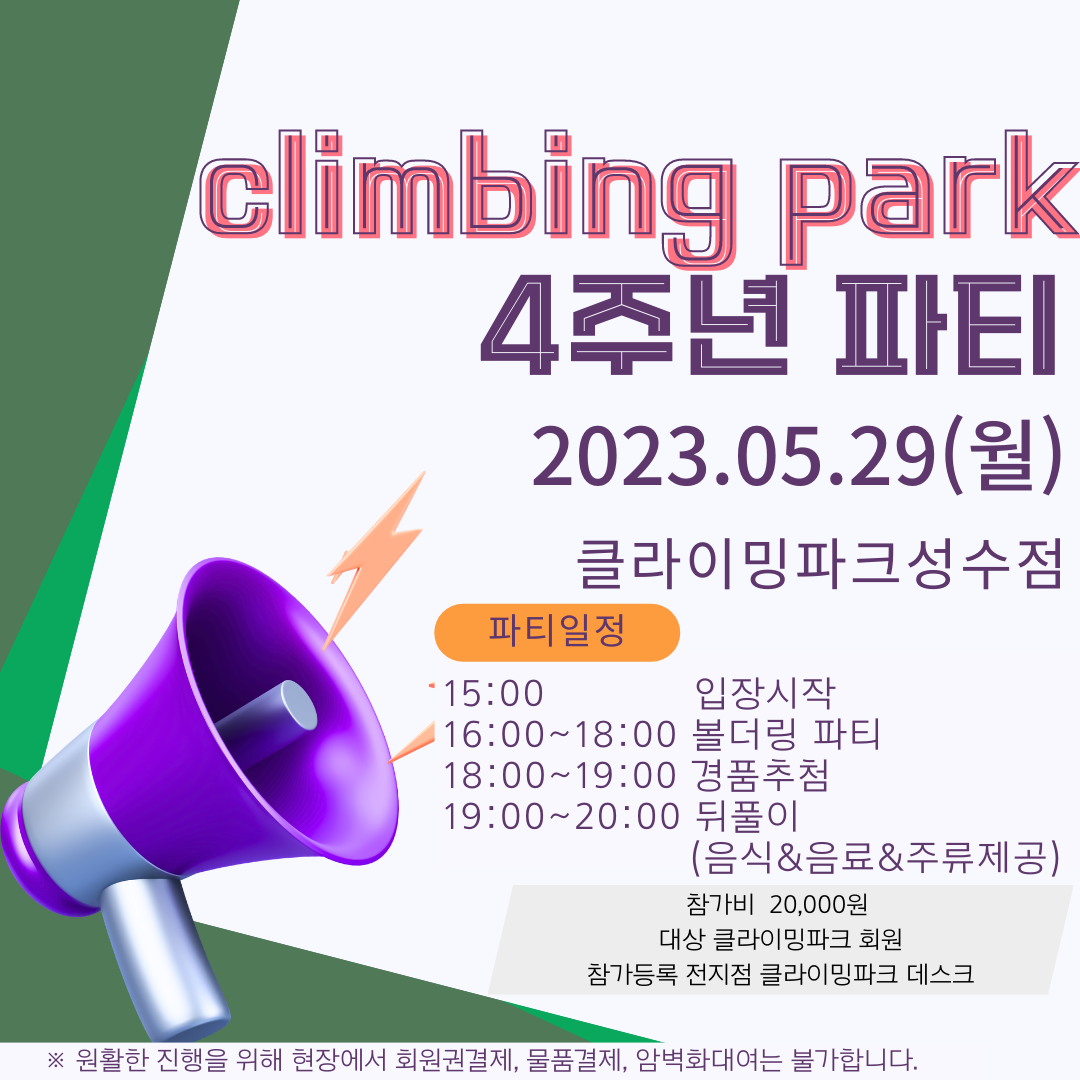 climbing park
4주년 파티
2023.05.29(월)
클라이밍파크성수점
파티일정
15:00 입장시작
16:00~18:00 볼더링 파티
18:00~19:00 경품추첨
19:00~20:00 뒤풀이
(음식&음료&주류제공)
참가비 20,000원
대상 클라이밍파크 회원
참가등록 전지점 클라이밍파크 데스크
※ 원활한 진행을 위해 현장에서 회원권결제, 물품결제, 암벽화대여는 불가합니다.